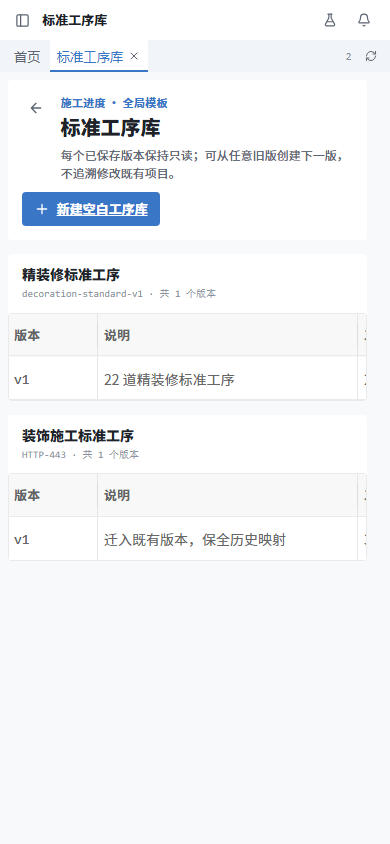 标准工序库
首页
标准工序库
2
施工进度 • 全局模板
标准工序库
每个已保存版本保持只读；可从任意旧版创建下一版，
不追溯修改既有项目。
新建空白工序库
精装修标准工序
decoration-standard-v1 · 共 1 个版本
版本 说明
v1 22 道精装修标准工序
装饰施工标准工序
HTTP-443 · 共 1 个版本
版本 说明
v1 迁入既有版本，保全历史映射